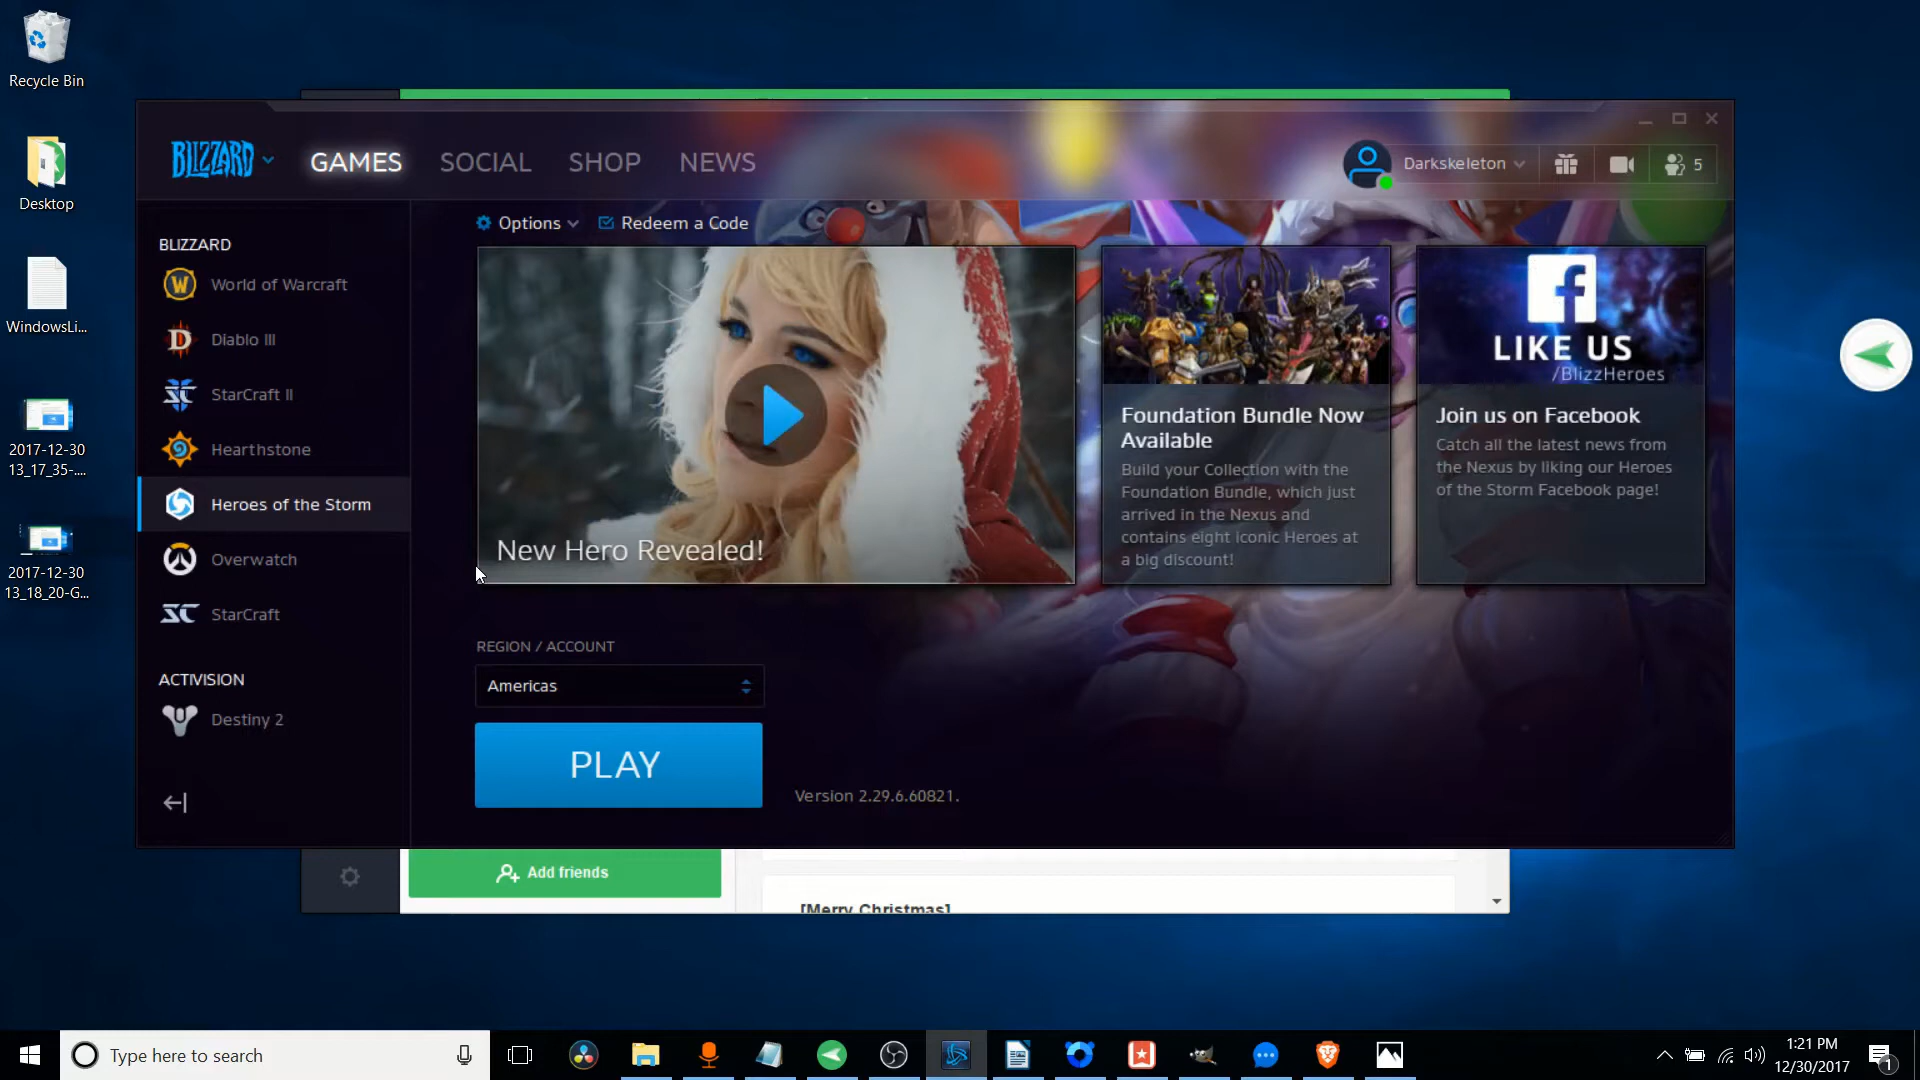 Recycle Bin
Desktop
WindowsLi...
2017-12-30
13_17_35-....
2017-12-30
13_18_20-G...
BLIZZARD
GAMES
SOCIAL
SHOP
NEWS
Darkskeleton
5
BLIZZARD
World of Warcraft
Diablo III
StarCraft II
Hearthstone
Heroes of the Storm
Overwatch
StarCraft
ACTIVISION
Destiny 2
Options
Redeem a Code
New Hero Revealed!
Foundation Bundle Now
Available
Build your Collection with the
Foundation Bundle, which just
arrived in the Nexus and
contains eight iconic Heroes at
a big discount!
LIKE US
/BlizzHeroes
Join us on Facebook
Catch all the latest news from
the Nexus by liking our Heroes
of the Storm Facebook page!
REGION / ACCOUNT
Americas
PLAY
Version 2.29.6.60821.
Add friends
[Merry Christmas]
Type here to search
1:21 PM
12/30/2017
1